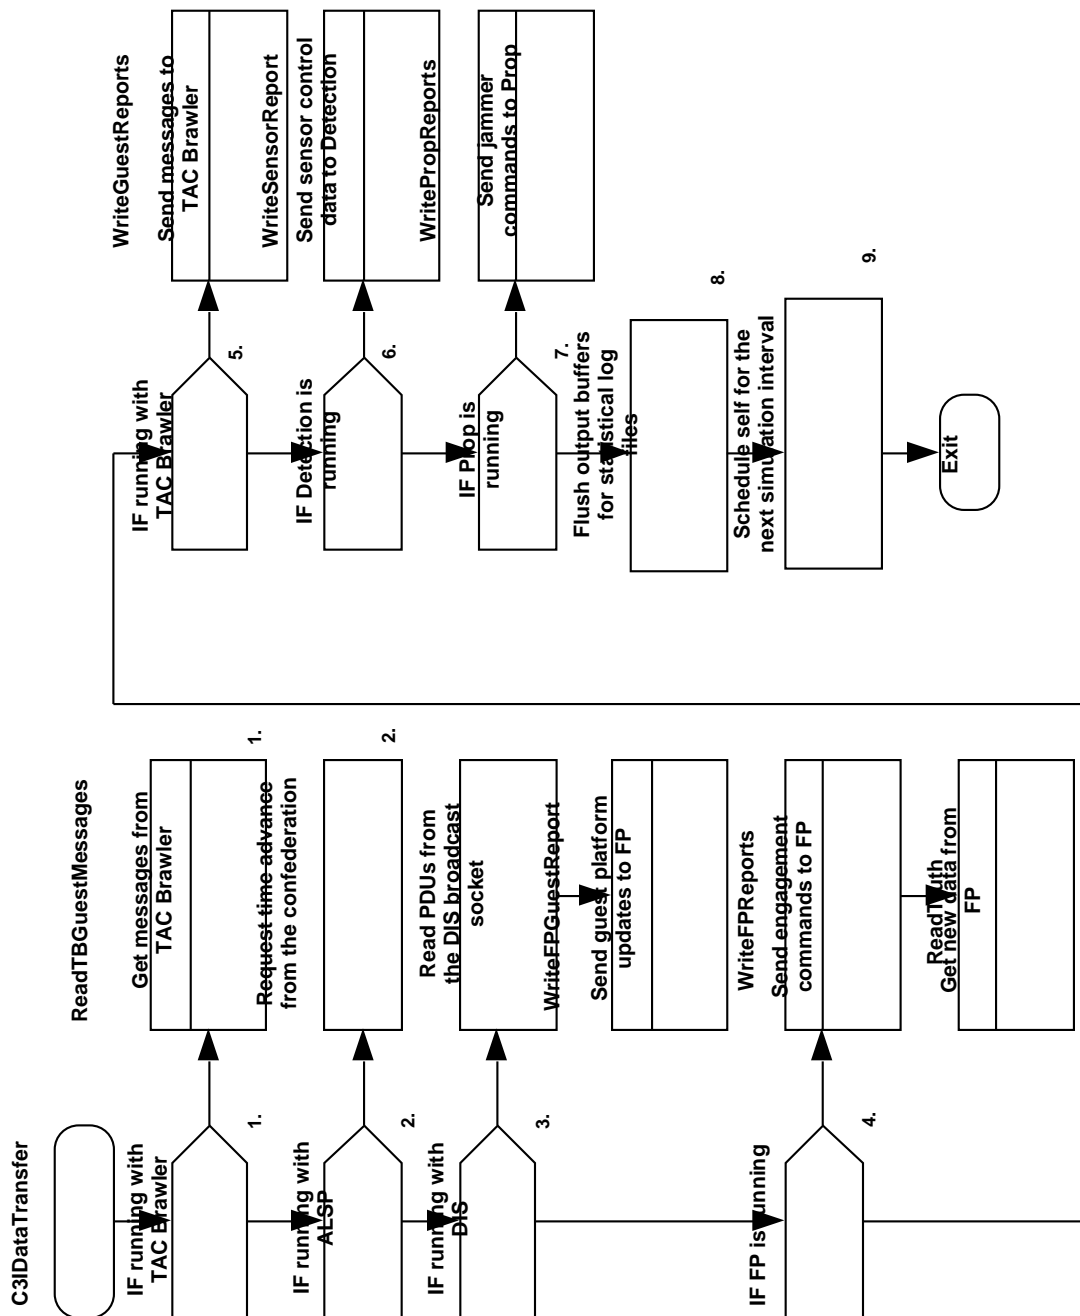 C3IDataTransfer
IF running with
TAC Brawler
1.
ReadTBGuestMessages
Get messages from
TAC Brawler
1.
IF running with
ALSP
2.
Request time advance
from the confederation
2.
IF running with
DIS
3.
Read PDUs from
the DIS broadcast
socket
WriteFPGuestReport
Send guest platform
updates to FP
IF FP is running
4.
WriteFPReports
Send engagement
commands to FP
ReadTruth
Get new data from
FP
IF running with
TAC Brawler
5.
WriteGuestReports
Send messages to
TAC Brawler
IF Detection is
running
6.
WriteSensorReport
Send sensor control
data to Detection
IF Prop is
running
7.
WritePropReports
Send jammer
commands to Prop
Flush output buffers
for statistical log
files
8.
Schedule self for the
next simulation interval
9.
Exit